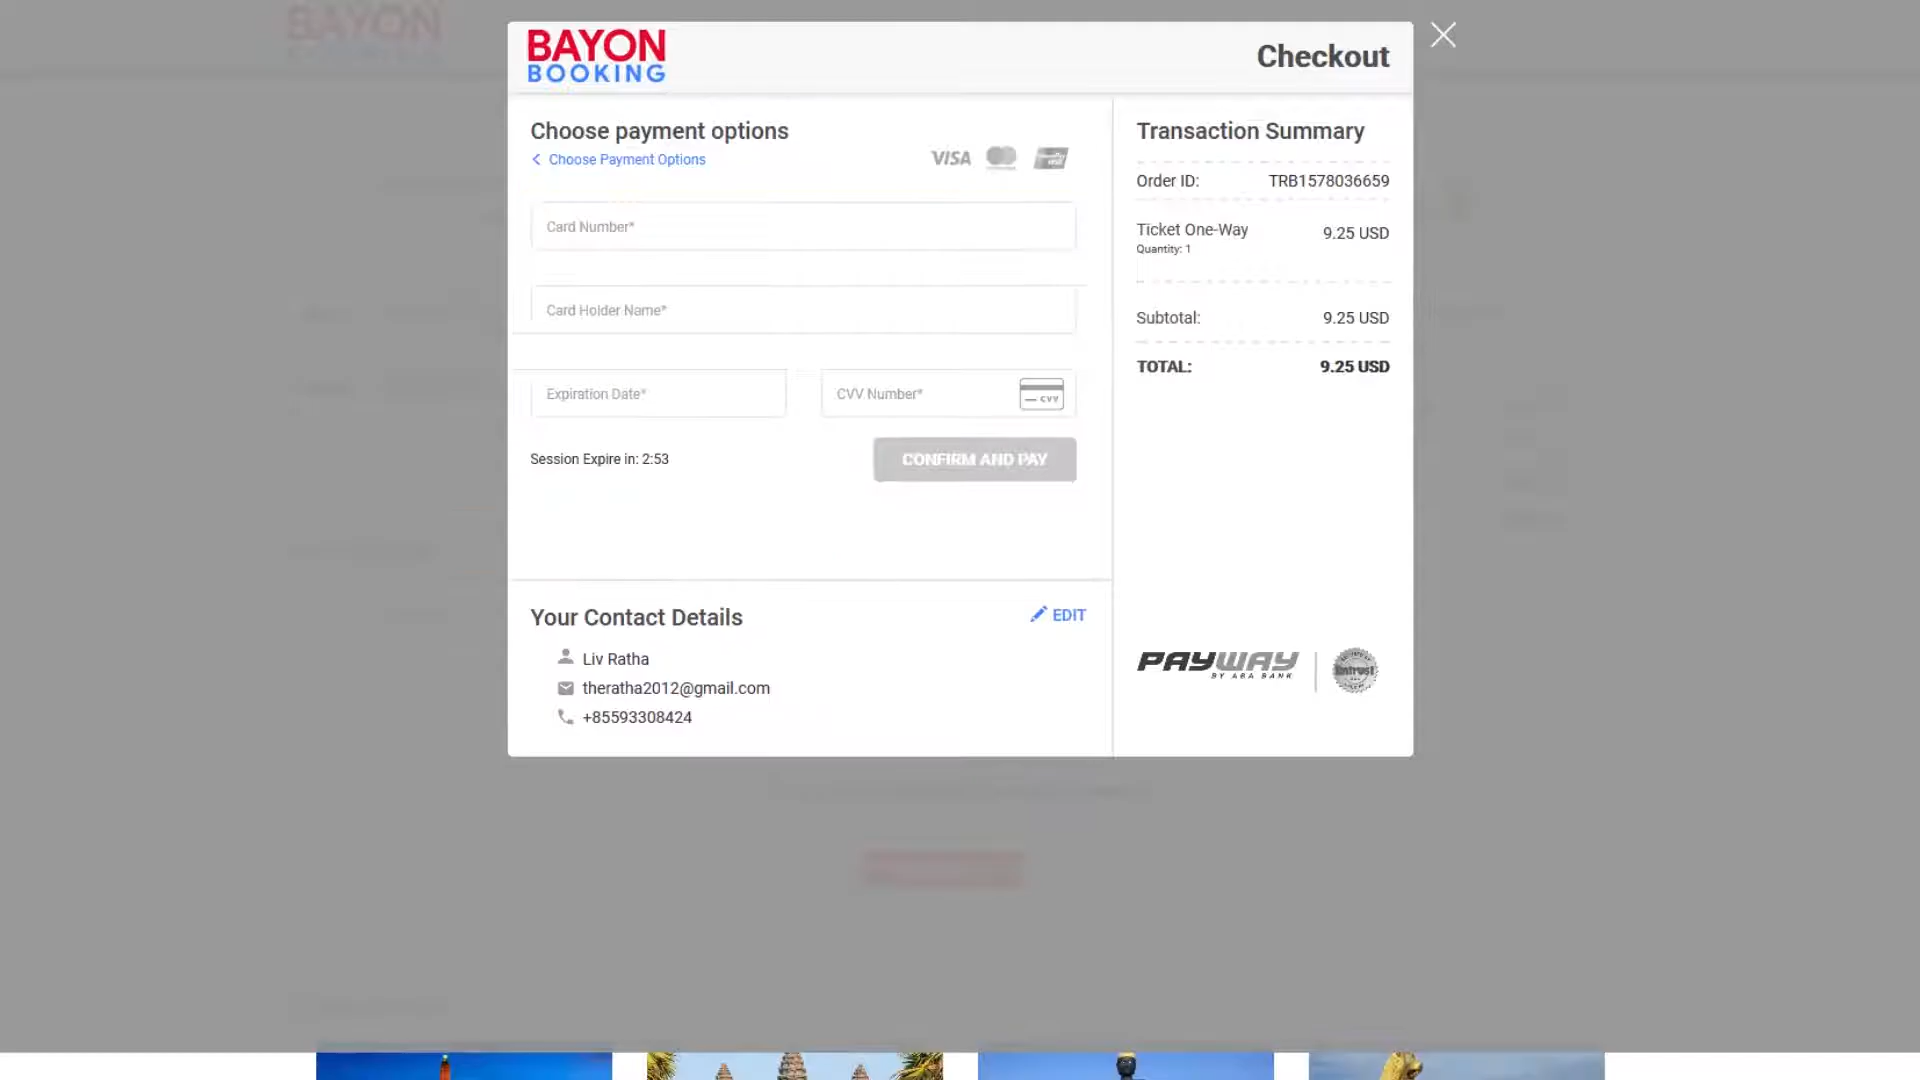 BAYON
BOOKING
Checkout
Choose payment options
Choose Payment Options
VISA
Card Number*
Card Holder Name*
Expiration Date*
CVV Number*
CVV
Session Expire in: 2:53
CONFIRM AND PAY
Your Contact Details
EDIT
Liv Ratha
theratha2012@gmail.com
+85593308424
Transaction Summary
Order ID: TRB1578036659
Ticket One-Way 9.25 USD
Quantity: 1
Subtotal: 9.25 USD
TOTAL: 9.25 USD
PAYWAY
BY ABA BANK
Entrust
BAYON